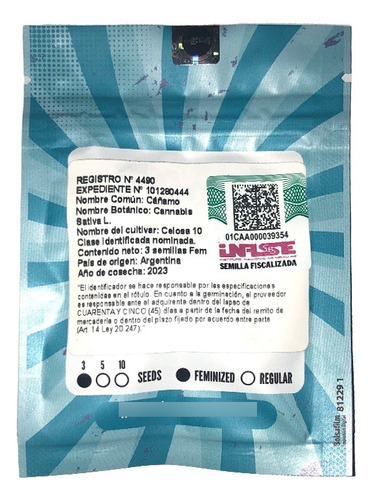 REGISTRO Nº 4490
EXPEDIENTE Nº 101280444
Nombre Común: Cáñamo
Nombre Botánico: Cannabis
Sativa L.
Nombre del cultivar: Celosa 10
Clase Identificada nominada.
Contenido neto: 3 semillas Fem
País de origen: Argentina
Año de cosecha: 2023
01CAA000039354
INASE
SEMILLA FISCALIZADA
"El identificador se hace responsable por las especificaciones
contenidas en el rótulo. En cuanto a la germinación, el proveedor
es responsable ante el adquirente dentro del lapso de
CUARENTA Y CINCO (45) días a partir de la fecha del remito de
mercadería o dentro del plazo fijado por acuerdo entre parte
(Art. 14 Ley 20.247).
3 5 10
SEEDS
FEMINIZED
REGULAR
Bolsafilm
81229 1